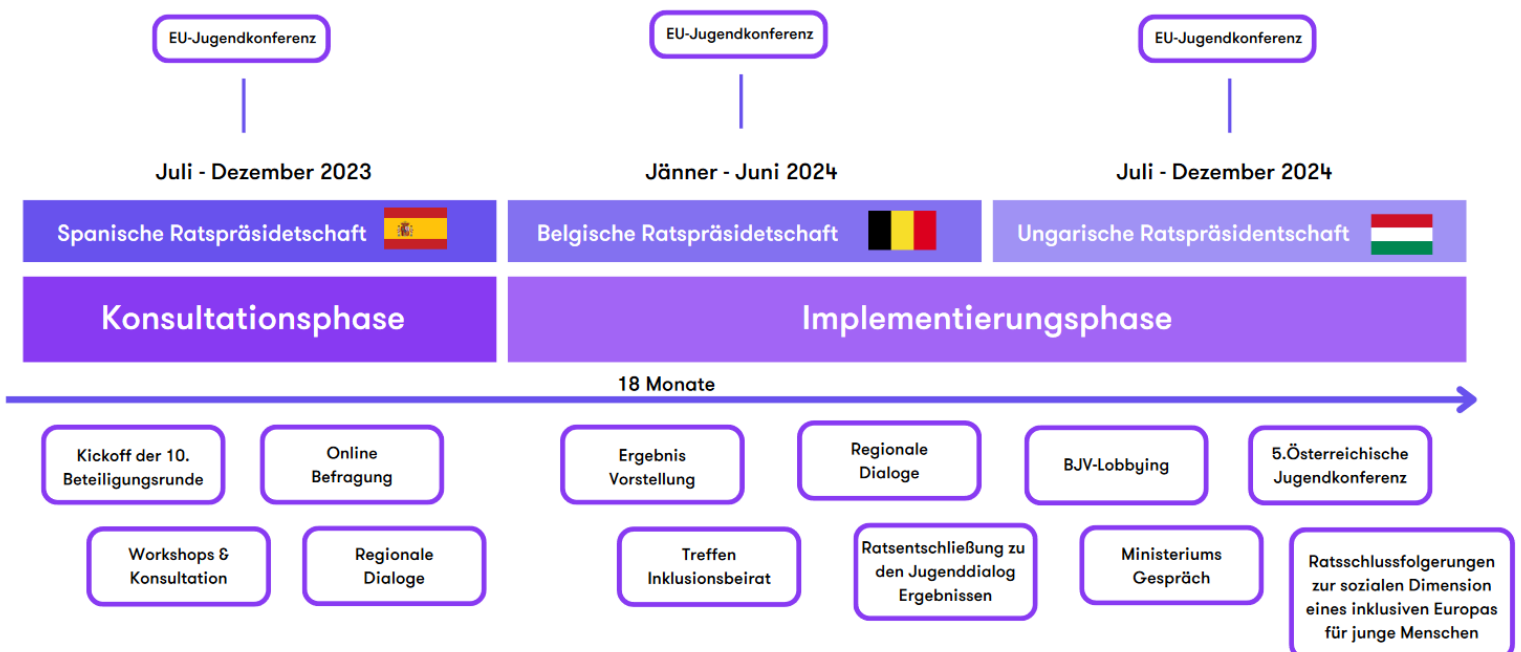 EU-Jugendkonferenz
EU-Jugendkonferenz
EU-Jugendkonferenz
Juli - Dezember 2023
Jänner - Juni 2024
Juli - Dezember 2024
Spanische Ratspräsidetschaft
Belgische Ratspräsidetschaft
Ungarische Ratspräsidentschaft
Konsultationsphase
Implementierungsphase
18 Monate
Kickoff der 10.
Beteiligungsrunde
Online
Befragung
Ergebnis
Vorstellung
Regionale
Dialoge
BJV-Lobbying
5.Österreichische
Jugendkonferenz
Workshops &
Konsultation
Regionale
Dialoge
Treffen
Inklusionsbeirat
Ratsentschließung zu
den Jugenddialog
Ergebnissen
Ministeriums
Gespräch
Ratsschlussfolgerungen
zur sozialen Dimension
eines inklusiven Europas
für junge Menschen